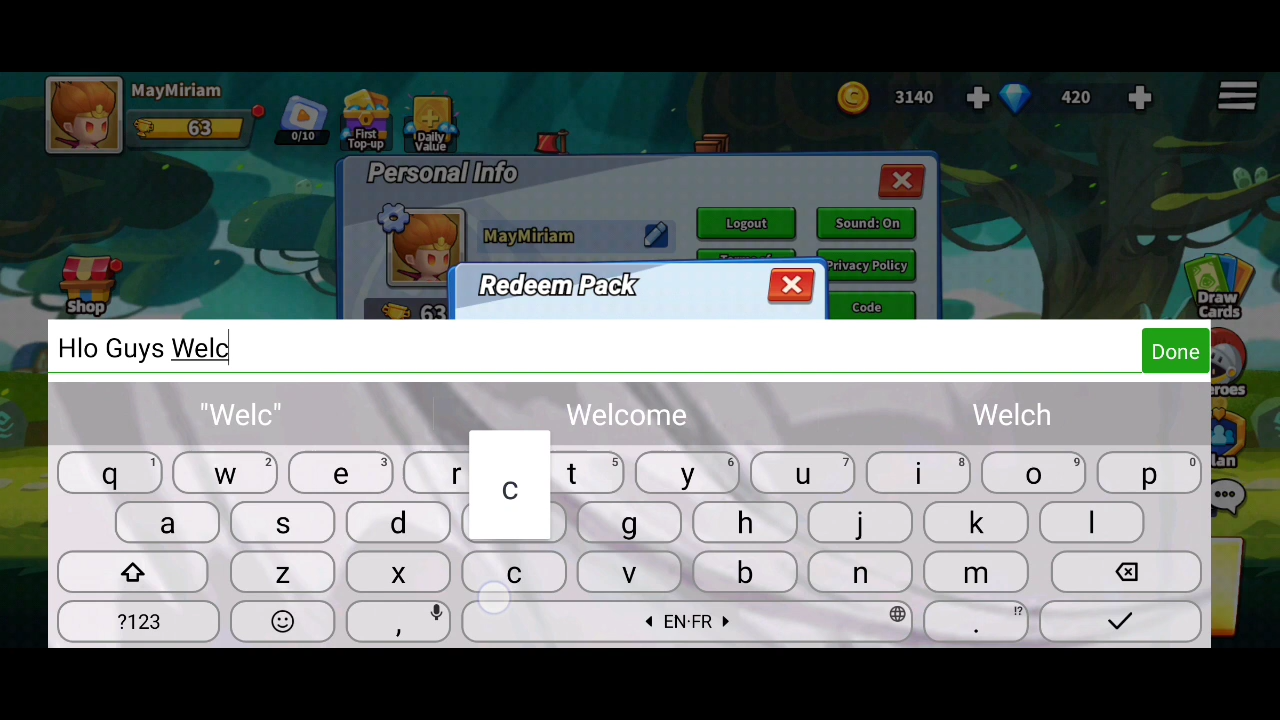 MayMiriam
63
0/10
First
Top-up
Daily
Value
3140
420
Personal Info
MayMiriam
Logout
Sound: On
Privacy Policy
63
Code
Redeem Pack
Shop
Draw
Cards
Hlo Guys Welc
Done
"Welc" Welcome Welch
q 1 w 2 e 3 r t 5 y 6 u 7 i 8 o 9 p 0
c
a s d g h j k l
z x c v b n m
?123 , EN·FR . !?